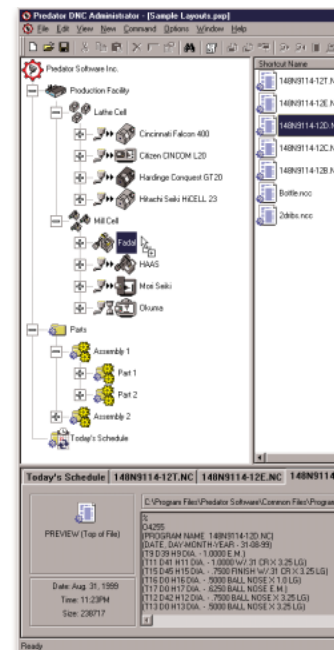 Predator DNC Administrator - [Sample Layouts.psp]
File Edit View New Command Options Window Help
Predator Software Inc.
Production Facility
Lathe Cell
Cincinnati Falcon 400
Citizen CINCOM L20
Hardinge Conquest GT20
Hitachi Seiki HiCELL 23
Mill Cell
Fadal
HAAS
Mori Seiki
Okuma
Parts
Assembly 1
Part 1
Part 2
Assembly 2
Today's Schedule
Shortcut Name
148N9114-12T.N
148N9114-12E.N
148N9114-12D.N
148N9114-12C.N
148N9114-12B.N
Bottle.ncc
2dribs.ncc
Today's Schedule 148N9114-12T.NC 148N9114-12E.NC 148N9114
PREVIEW (Top of File)
Date: Aug. 31, 1999
Time: 11:23PM
Size: 238717
C:\Program Files\Predator Software\Common Files\Program
%
O4255
(PROGRAM NAME 148N9114-12D.NC)
(DATE, DAY-MONTH-YEAR - 31-08-99)
(T9 D39 H9 DIA. - 1.0000 E.M.)
(T11 D41 H11 DIA. - 1.0000 W/.31 CR X 3.25 LG)
(T15 D45 H15 DIA. - .7500 FINISH W/.31 CR X 3.25 LG)
(T16 D0 H16 DIA. - .5000 BALL NOSE X 1.0 LG)
(T17 D0 H17 DIA. - .6250 BALL NOSE E.M.)
(T12 D42 H12 DIA. - .7500 BALL NOSE X 3.25 LG)
(T13 D0 H13 DIA. - .5000 BALL NOSE X 3.25 LG)
Ready